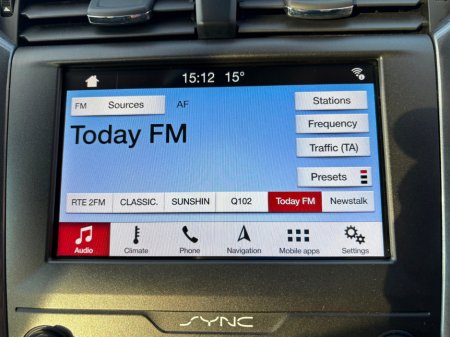 15:12 15°
FM Sources AF Stations
Today FM
Frequency
Traffic (TA)
Presets
RTE 2FM CLASSIC. SUNSHIN Q102 Today FM Newstalk
Audio Climate Phone Navigation Mobile apps Settings
SYNC